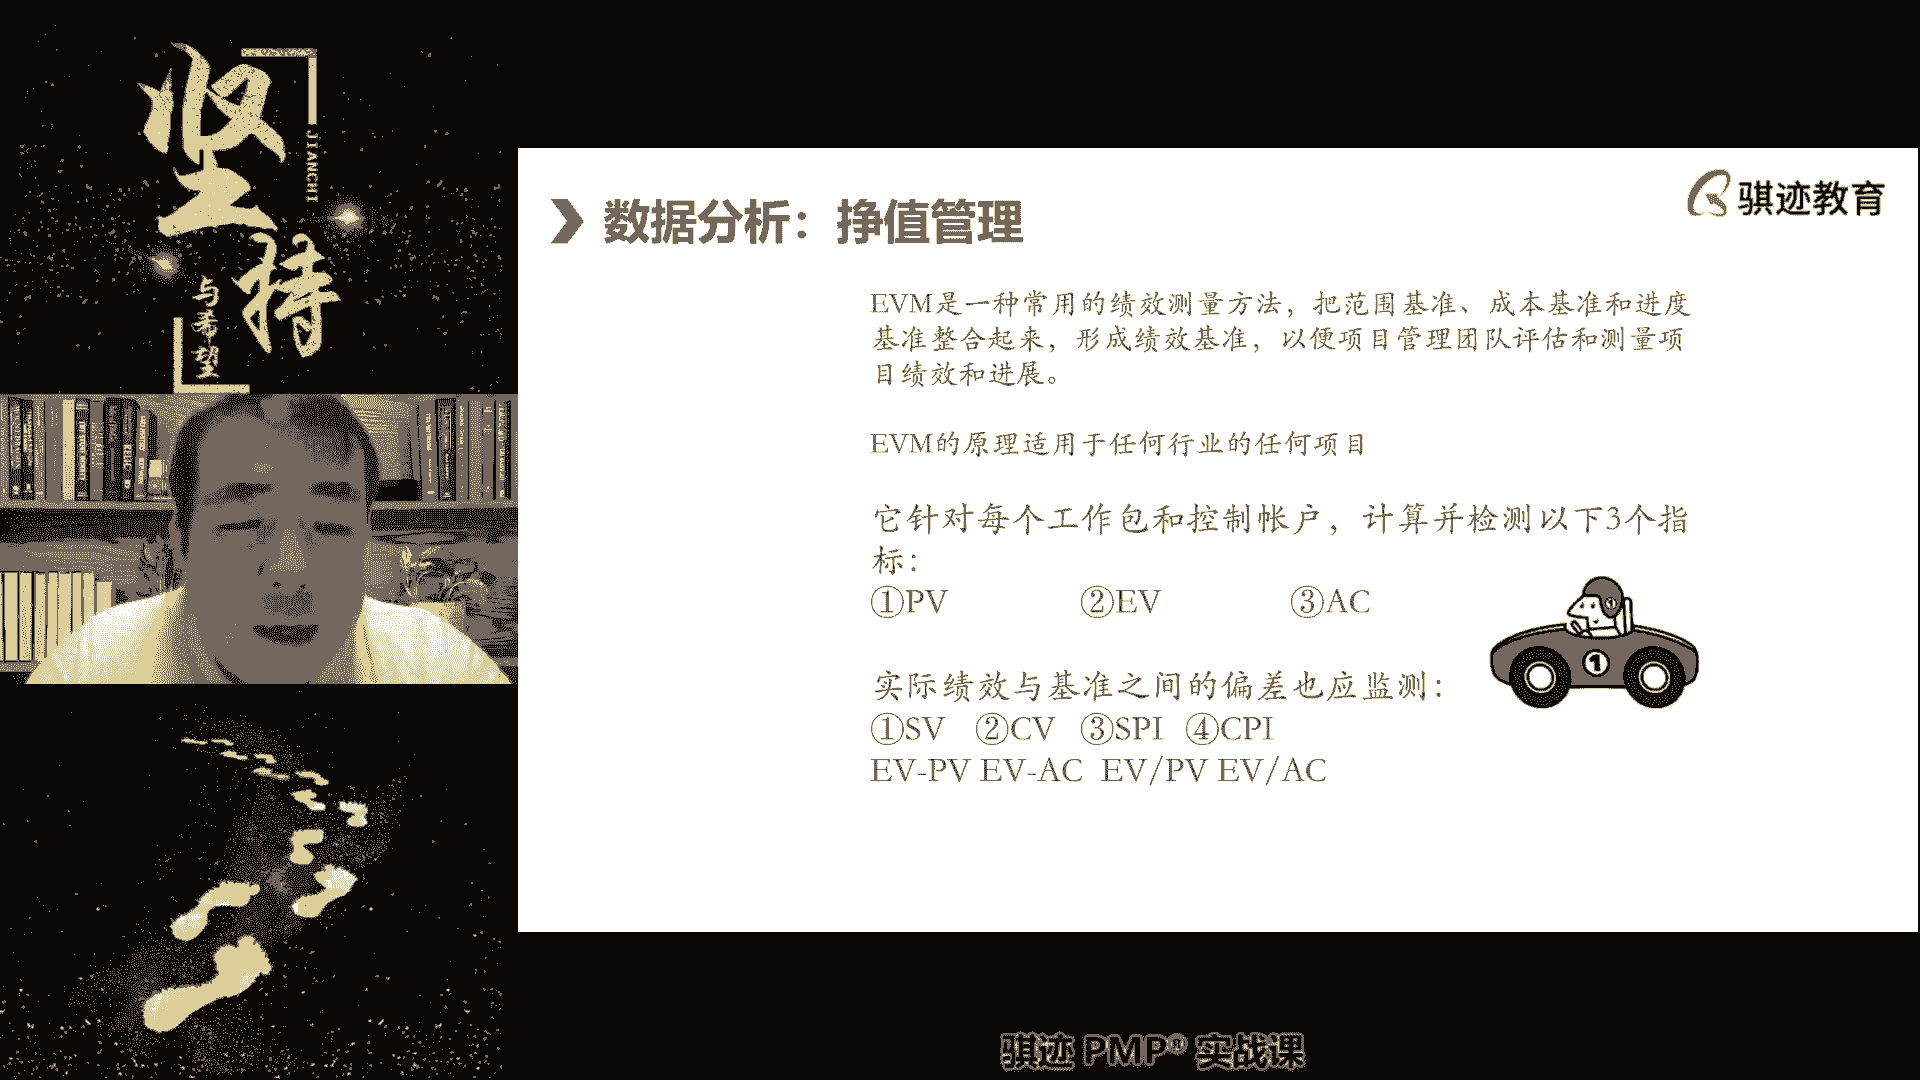 坚持
JIANCHI
与希望
骐迹教育
数据分析：挣值管理
EVM是一种常用的绩效测量方法，把范围基准、成本基准和进度
基准整合起来，形成绩效基准，以便项目管理团队评估和测量项
目绩效和进展。
EVM的原理适用于任何行业的任何项目
它针对每个工作包和控制帐户，计算并检测以下3个指
标：
①PV ②EV ③AC
1
1
实际绩效与基准之间的偏差也应监测：
①SV ②CV ③SPI ④CPI
EV-PV EV-AC EV/PV EV/AC
骐迹 PMP® 实战课